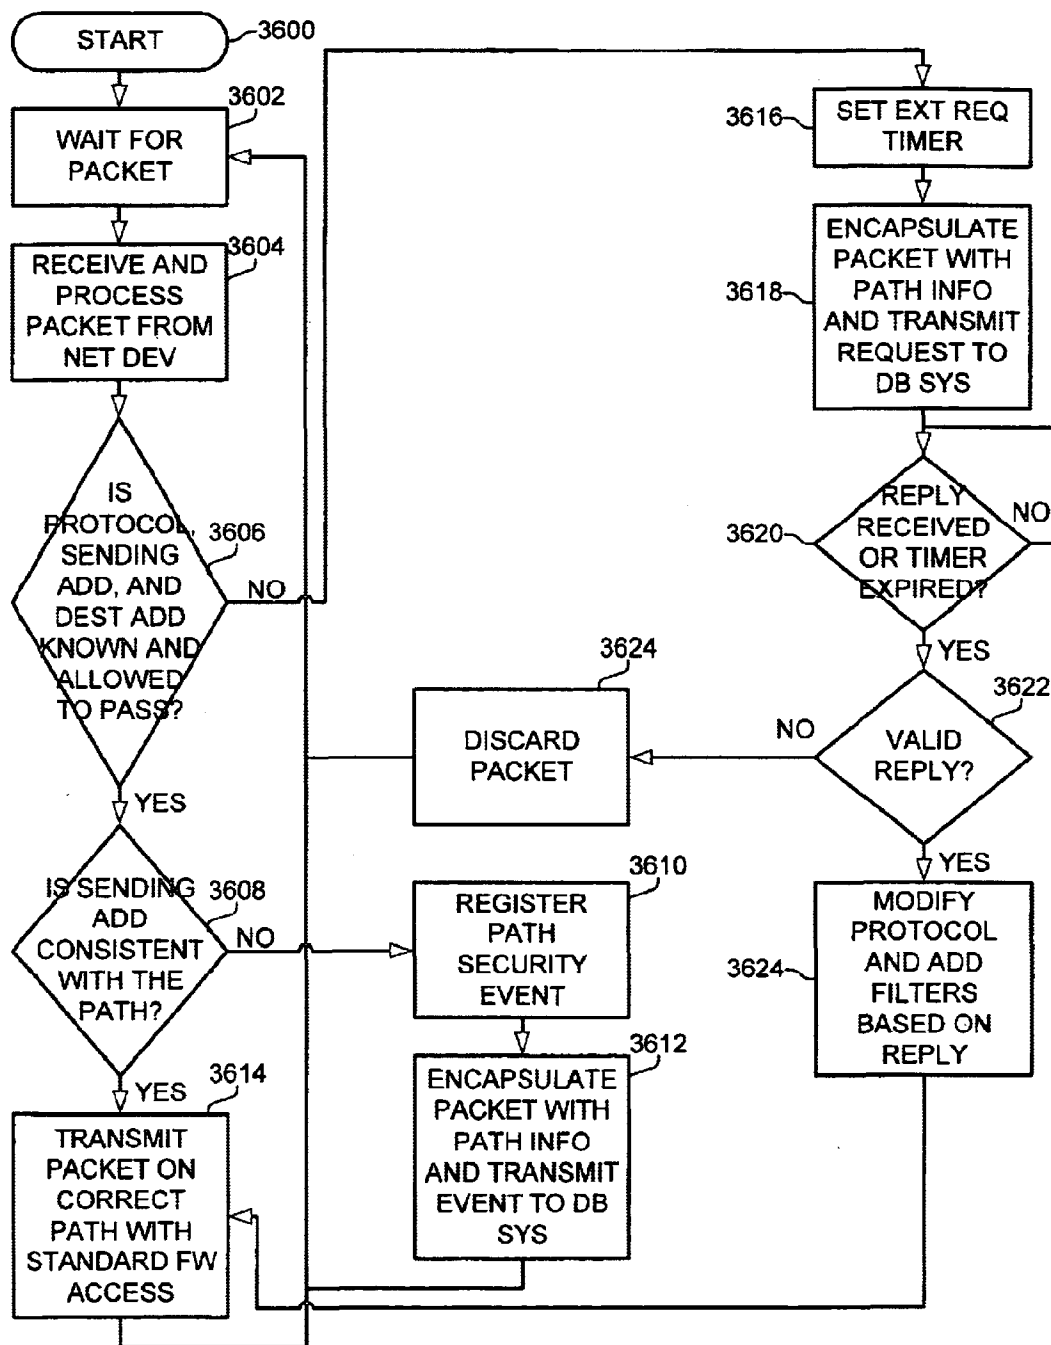 START
3600
3602
WAIT FOR
PACKET
3604
RECEIVE AND
PROCESS
PACKET FROM
NET DEV
IS
PROTOCOL,
SENDING
ADD, AND
DEST ADD
KNOWN AND
ALLOWED
TO PASS?
3606
NO
YES
IS SENDING
ADD
CONSISTENT
WITH THE
PATH?
3608
NO
YES
3614
TRANSMIT
PACKET ON
CORRECT
PATH WITH
STANDARD FW
ACCESS
3610
REGISTER
PATH
SECURITY
EVENT
3612
ENCAPSULATE
PACKET WITH
PATH INFO
AND TRANSMIT
EVENT TO DB
SYS
3616
SET EXT REQ
TIMER
3618
ENCAPSULATE
PACKET WITH
PATH INFO
AND TRANSMIT
REQUEST TO
DB SYS
3620
REPLY
RECEIVED
OR TIMER
EXPIRED?
NO
YES
3622
VALID
REPLY?
NO
3624
DISCARD
PACKET
YES
3624
MODIFY
PROTOCOL
AND ADD
FILTERS
BASED ON
REPLY